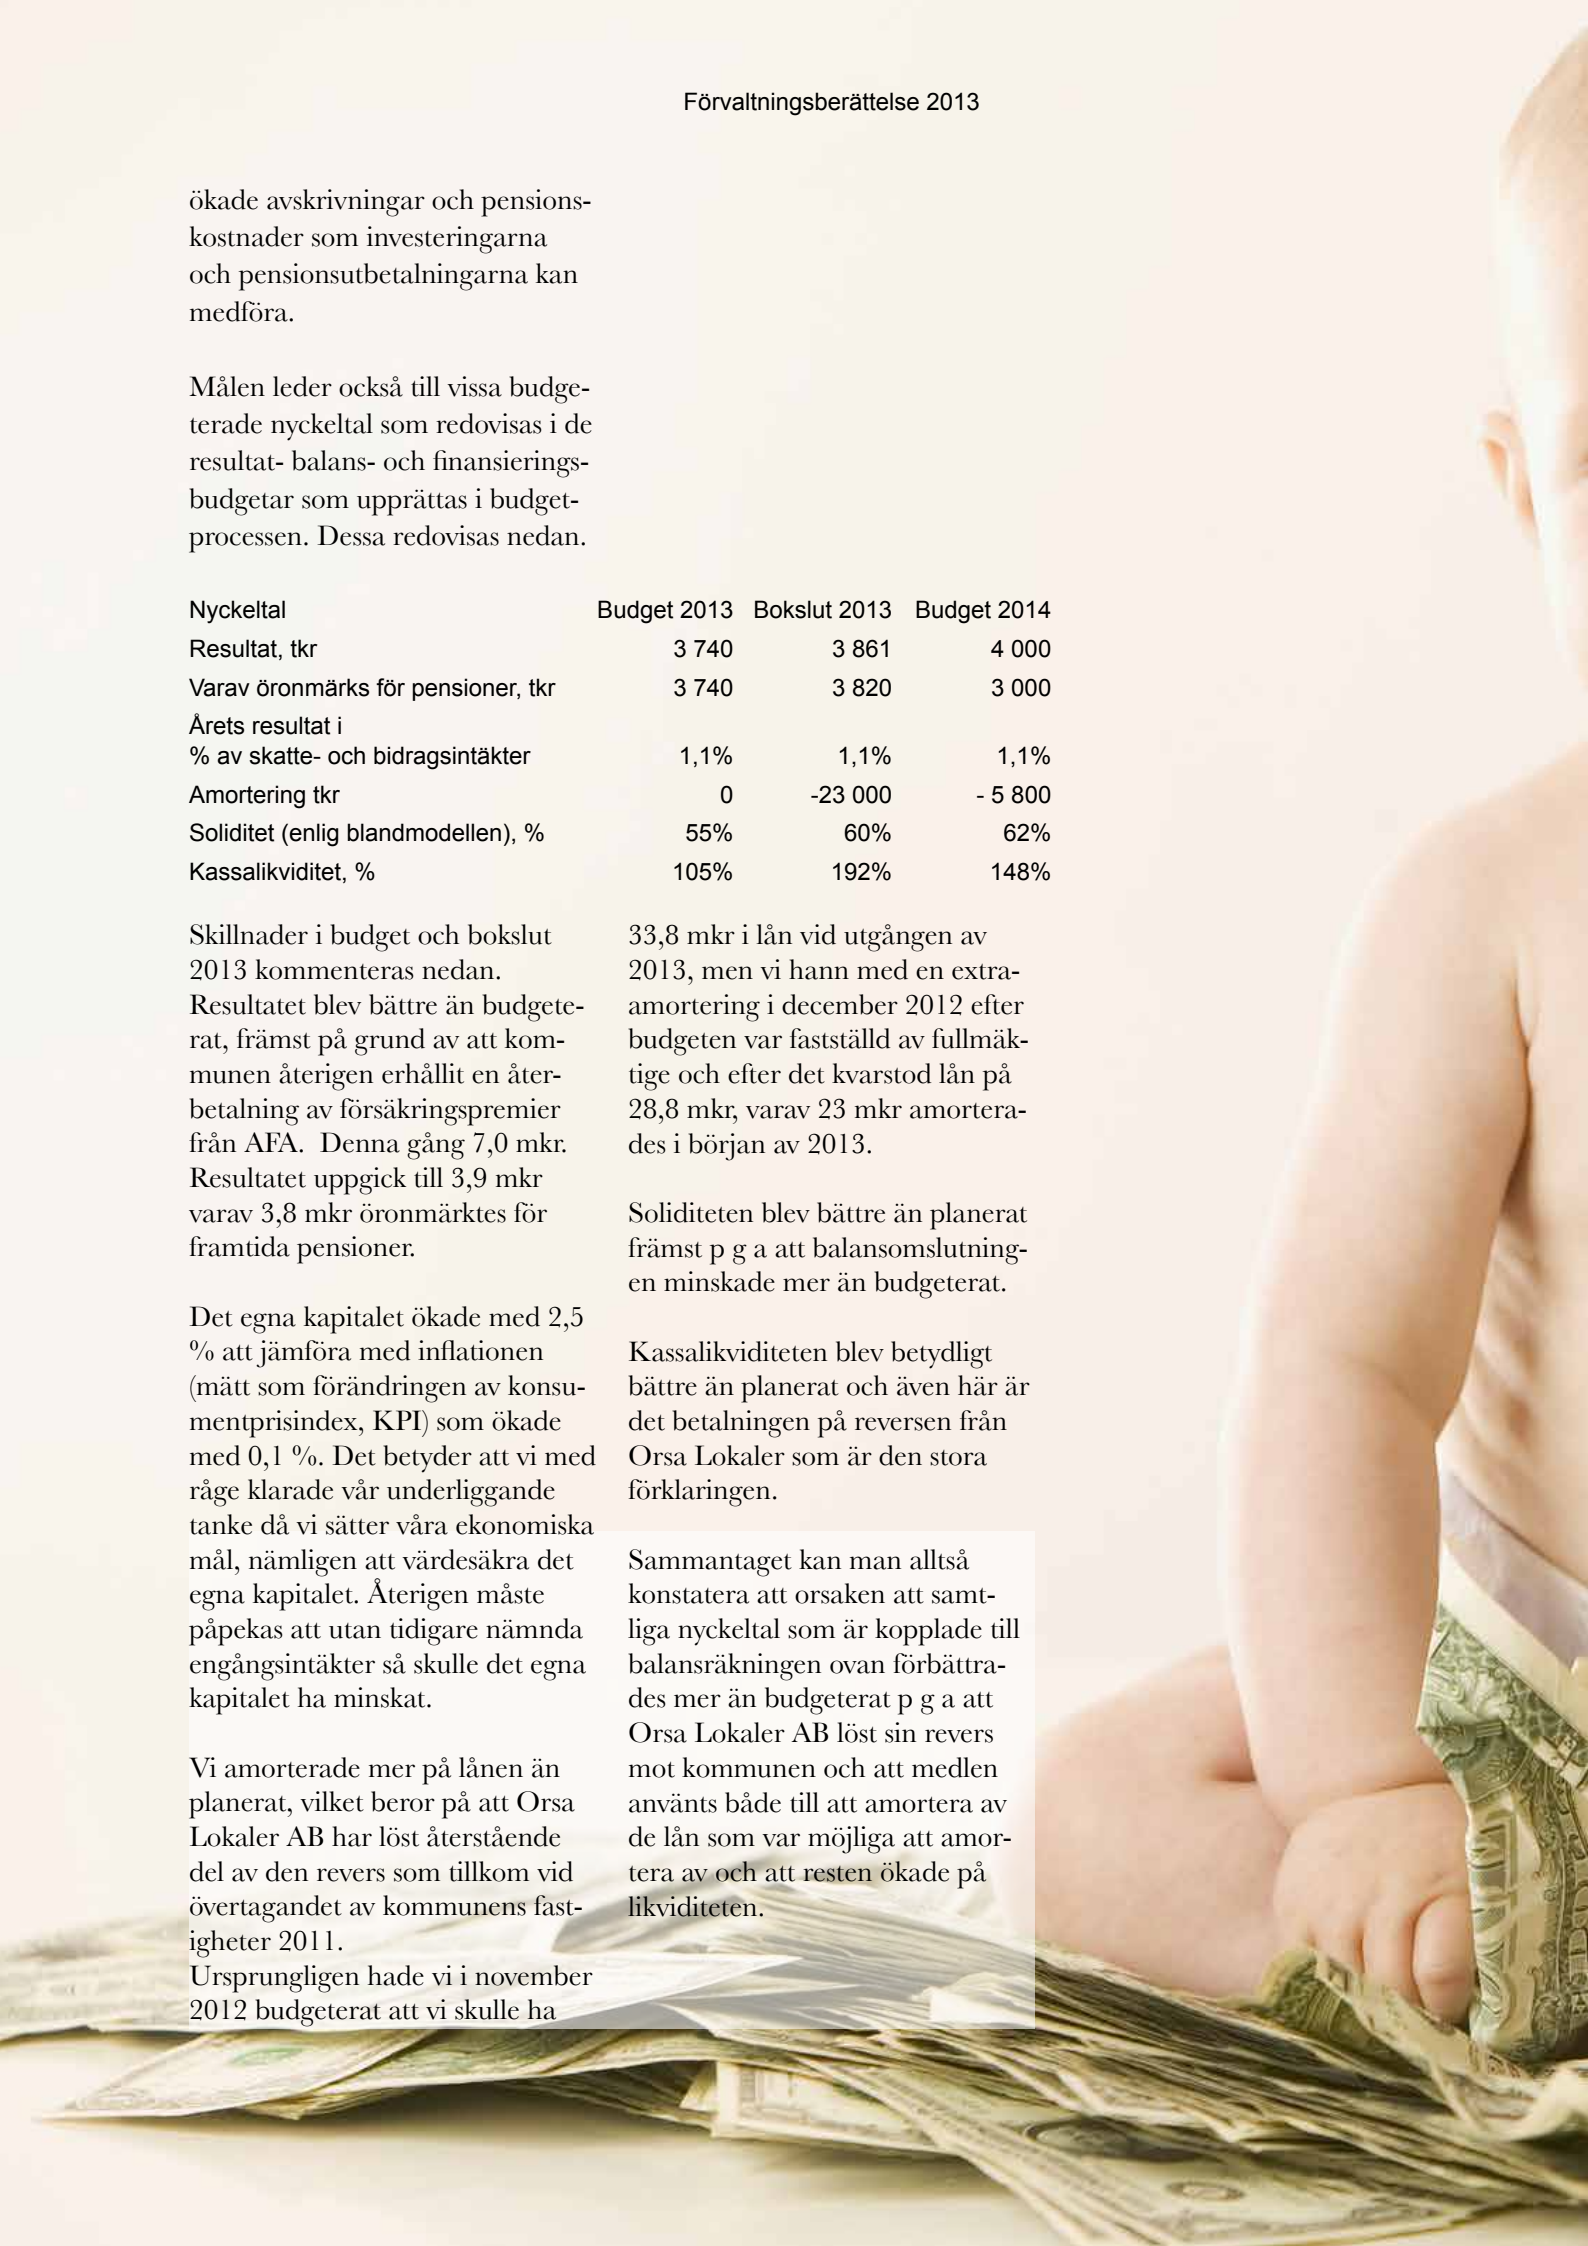 Förvaltningsberättelse 2013
ökade avskrivningar och pensions-
kostnader som investeringarna
och pensionsutbetalningarna kan
medföra.
Målen leder också till vissa budge-
terade nyckeltal som redovisas i de
resultat- balans- och finansierings-
budgetar som upprättas i budget-
processen. Dessa redovisas nedan.
Nyckeltal Budget 2013 Bokslut 2013 Budget 2014
Resultat, tkr 3 740 3 861 4 000
Varav öronmärks för pensioner, tkr 3 740 3 820 3 000
Årets resultat i
% av skatte- och bidragsintäkter 1,1% 1,1% 1,1%
Amortering tkr 0 -23 000 - 5 800
Soliditet (enlig blandmodellen), % 55% 60% 62%
Kassalikviditet, % 105% 192% 148%
Skillnader i budget och bokslut
2013 kommenteras nedan.
Resultatet blev bättre än budgete-
rat, främst på grund av att kom-
munen återigen erhållit en åter-
betalning av försäkringspremier
från AFA.  Denna gång 7,0 mkr.
Resultatet uppgick till 3,9 mkr
varav 3,8 mkr öronmärktes för
framtida pensioner.
Det egna kapitalet ökade med 2,5
% att jämföra med inflationen
(mätt som förändringen av konsu-
mentprisindex, KPI) som ökade
med 0,1 %. Det betyder att vi med
råge klarade vår underliggande
tanke då vi sätter våra ekonomiska
mål, nämligen att värdesäkra det
egna kapitalet. Återigen måste
påpekas att utan tidigare nämnda
engångsintäkter så skulle det egna
kapitalet ha minskat.
Vi amorterade mer på lånen än
planerat, vilket beror på att Orsa
Lokaler AB har löst återstående
del av den revers som tillkom vid
övertagandet av kommunens fast-
igheter 2011.
Ursprungligen hade vi i november
2012 budgeterat att vi skulle ha
33,8 mkr i lån vid utgången av
2013, men vi hann med en extra-
amortering i december 2012 efter
budgeten var fastställd av fullmäk-
tige och efter det kvarstod lån på
28,8 mkr, varav 23 mkr amortera-
des i början av 2013.
Soliditeten blev bättre än planerat
främst p g a att balansomslutning-
en minskade mer än budgeterat.
Kassalikviditeten blev betydligt
bättre än planerat och även här är
det betalningen på reversen från
Orsa Lokaler som är den stora
förklaringen.
Sammantaget kan man alltså
konstatera att orsaken att samt-
liga nyckeltal som är kopplade till
balansräkningen ovan förbättra-
des mer än budgeterat p g a att
Orsa Lokaler AB löst sin revers
mot kommunen och att medlen
använts både till att amortera av
de lån som var möjliga att amor-
tera av och att resten ökade på
likviditeten.